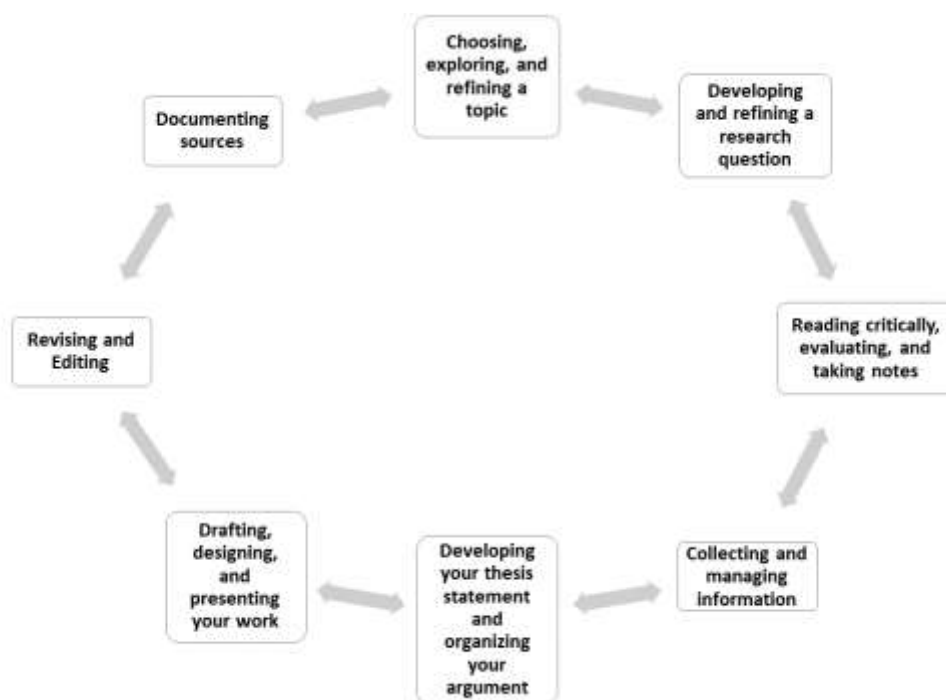 Choosing,
exploring, and
refining a
topic
Developing
and refining a
research
question
Reading critically,
evaluating, and
taking notes
Collecting and
managing
information
Developing
your thesis
statement
and
organizing
your
argument
Drafting,
designing,
and
presenting
your work
Revising and
Editing
Documenting
sources